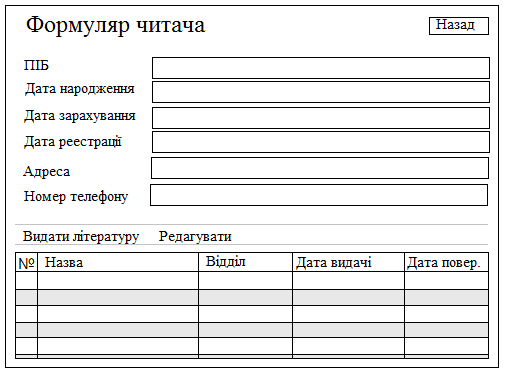 Формуляр читача
Назад
ПІБ
Дата народження
Дата зарахування
Дата реєстрації
Адреса
Номер телефону
Видати літературу Редагувати
№ Назва Відділ Дата видачі Дата повер.